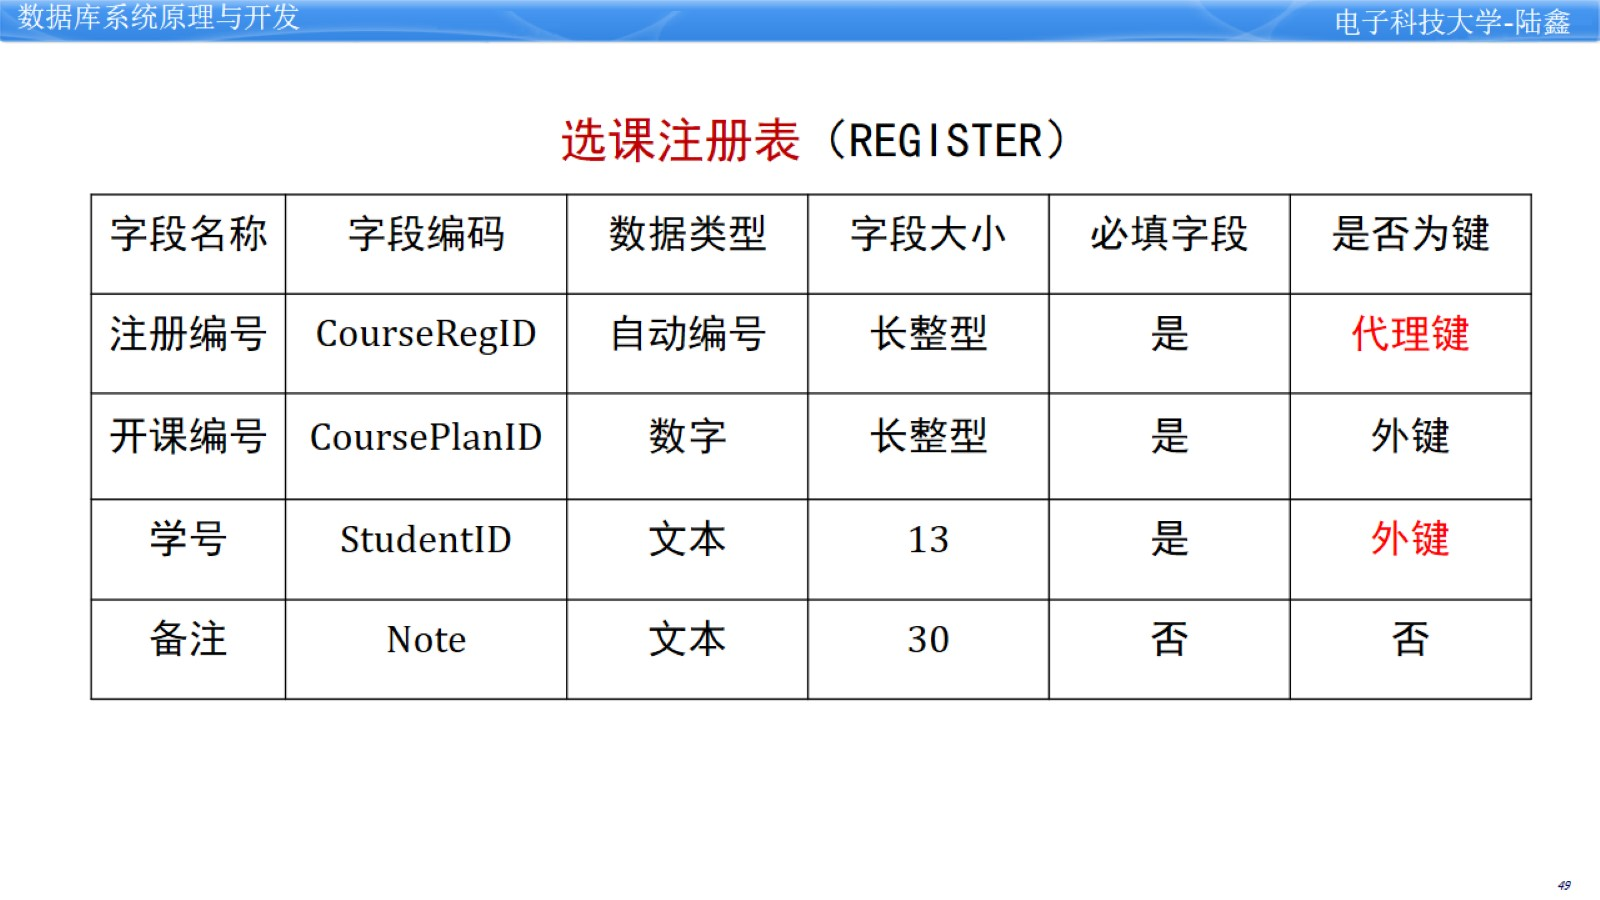 数据库系统原理与开发
电子科技大学-陆鑫
选课注册表（REGISTER）
字段名称 字段编码 数据类型 字段大小 必填字段 是否为键
注册编号 CourseRegID 自动编号 长整型 是 代理键
开课编号 CoursePlanID 数字 长整型 是 外键
学号 StudentID 文本 13 是 外键
备注 Note 文本 30 否 否
49